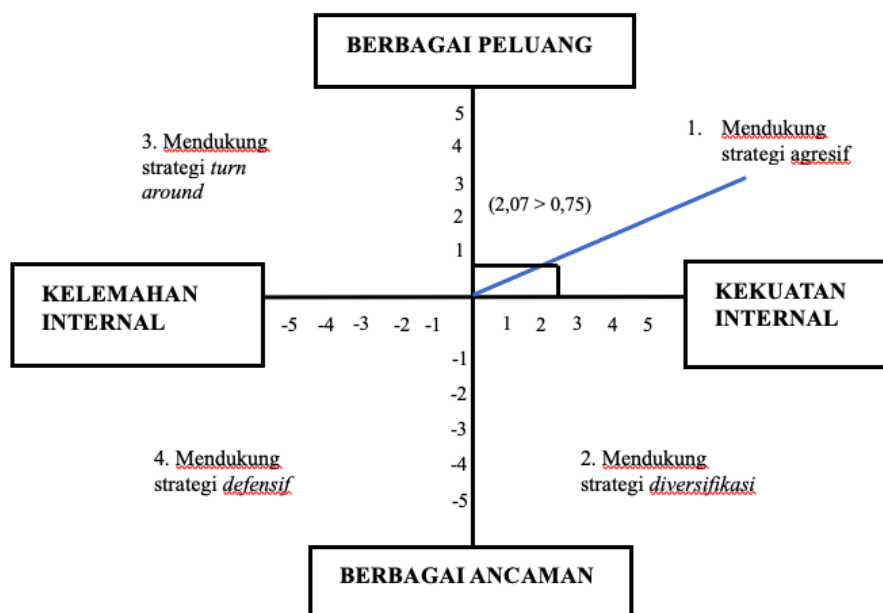 BERBAGAI PELUANG
3. Mendukung
strategi turn
around
1. Mendukung
strategi agresif
5
4
3
2
1
(2,07 > 0,75)
KELEMAHAN
INTERNAL
KEKUATAN
INTERNAL
-5 -4 -3 -2 -1 1 2 3 4 5
-1
-2
-3
-4
-5
4. Mendukung
strategi defensif
2. Mendukung
strategi diversifikasi
BERBAGAI ANCAMAN